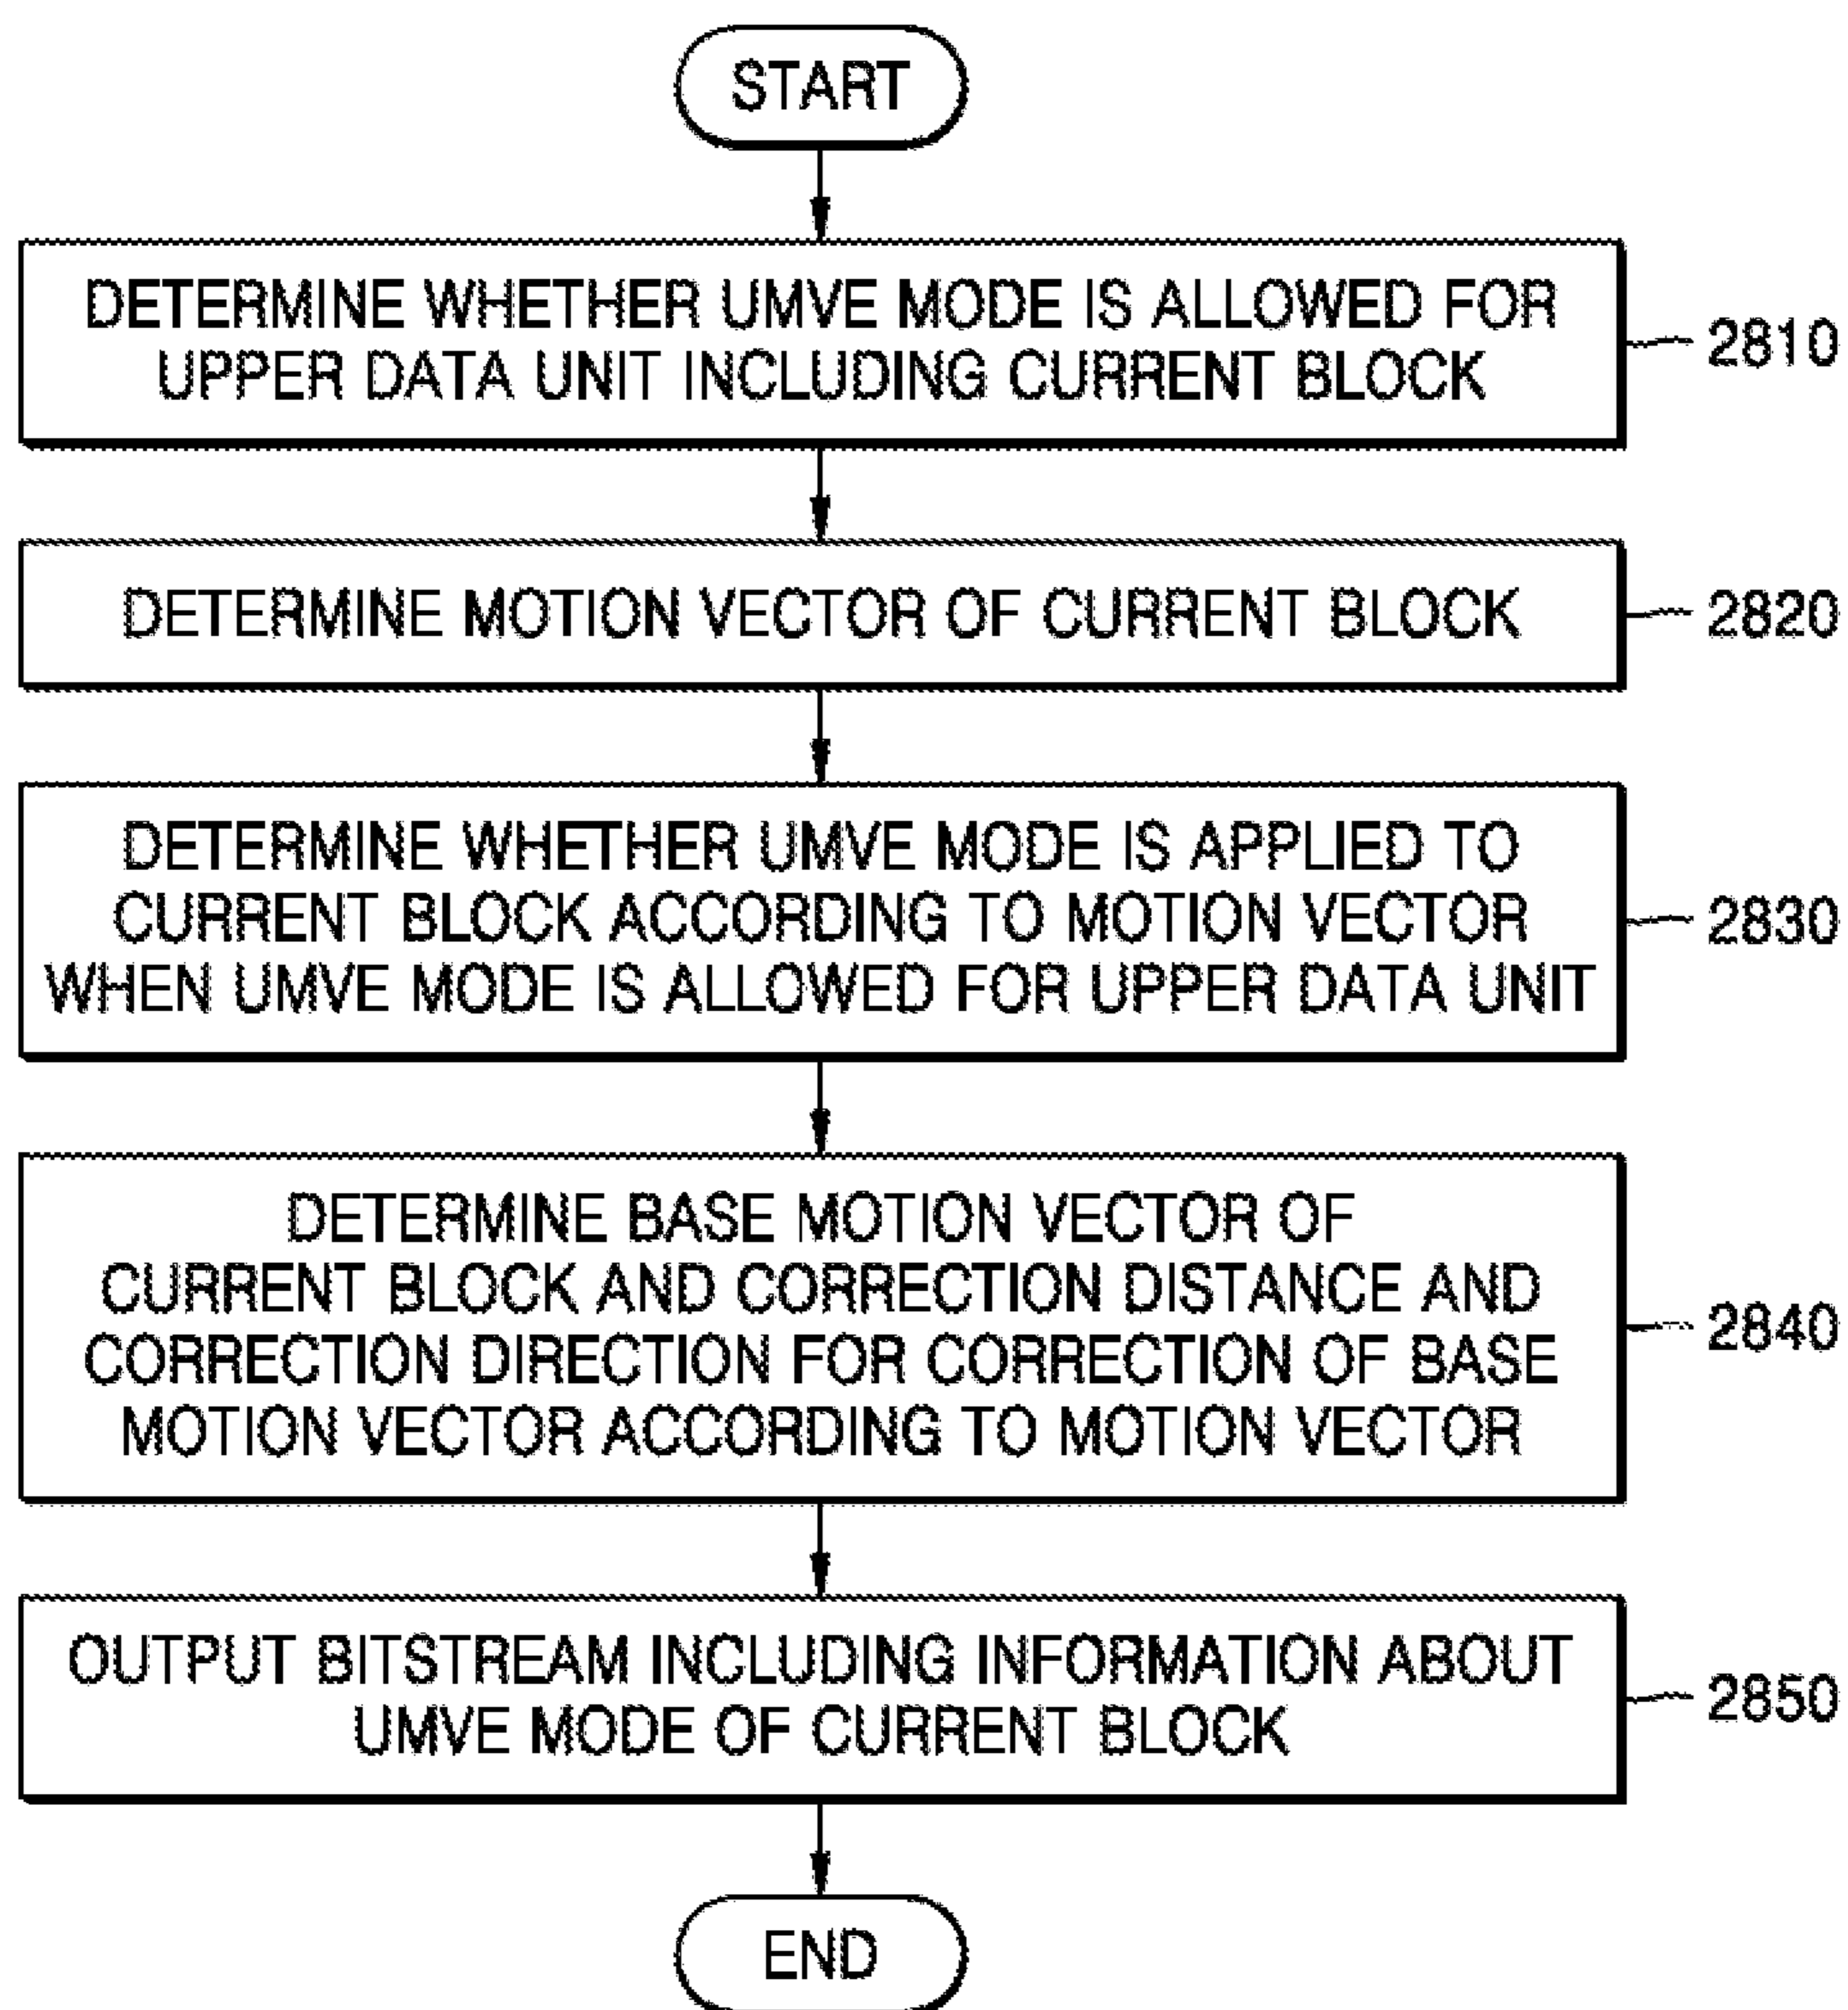 START
DETERMINE WHETHER UMVE MODE IS ALLOWED FOR
UPPER DATA UNIT INCLUDING CURRENT BLOCK
2810
DETERMINE MOTION VECTOR OF CURRENT BLOCK
2820
DETERMINE WHETHER UMVE MODE IS APPLIED TO
CURRENT BLOCK ACCORDING TO MOTION VECTOR
WHEN UMVE MODE IS ALLOWED FOR UPPER DATA UNIT
2830
DETERMINE BASE MOTION VECTOR OF
CURRENT BLOCK AND CORRECTION DISTANCE AND
CORRECTION DIRECTION FOR CORRECTION OF BASE
MOTION VECTOR ACCORDING TO MOTION VECTOR
2840
OUTPUT BITSTREAM INCLUDING INFORMATION ABOUT
UMVE MODE OF CURRENT BLOCK
2850
END